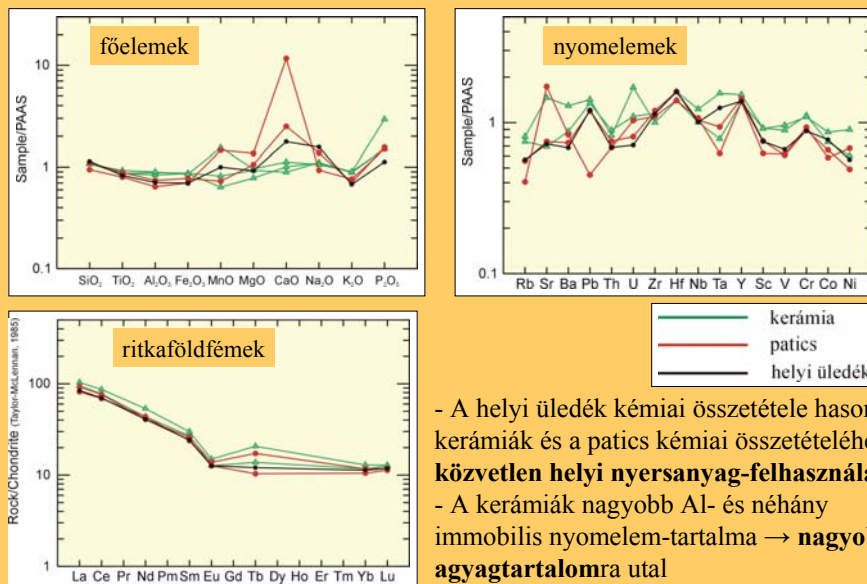 főelemek
Sample/PAAS
10
1
0.1
SiO₂ TiO₂ Al₂O₃ Fe₂O₃ MnO MgO CaO Na₂O K₂O P₂O₅
nyomelemek
Sample/PAAS
1
0.1
Rb Sr Ba Pb Th U Zr Hf Nb Ta Y Sc V Cr Co Ni
ritkaföldfémek
Rock/Chondrite (Taylor-McLennan, 1985)
100
10
1
La Ce Pr Nd Pm Sm Eu Gd Tb Dy Ho Er Tm Yb Lu
kerámia
patics
helyi üledék
- A helyi üledék kémiai összetétele hason
kerámiák és a patics kémiai összetételéhe
közvetlen helyi nyersanyag-felhasznála
- A kerámiák nagyobb Al- és néhány
immobilis nyomelem-tartalma → nagyo
agyagtartalomra utal